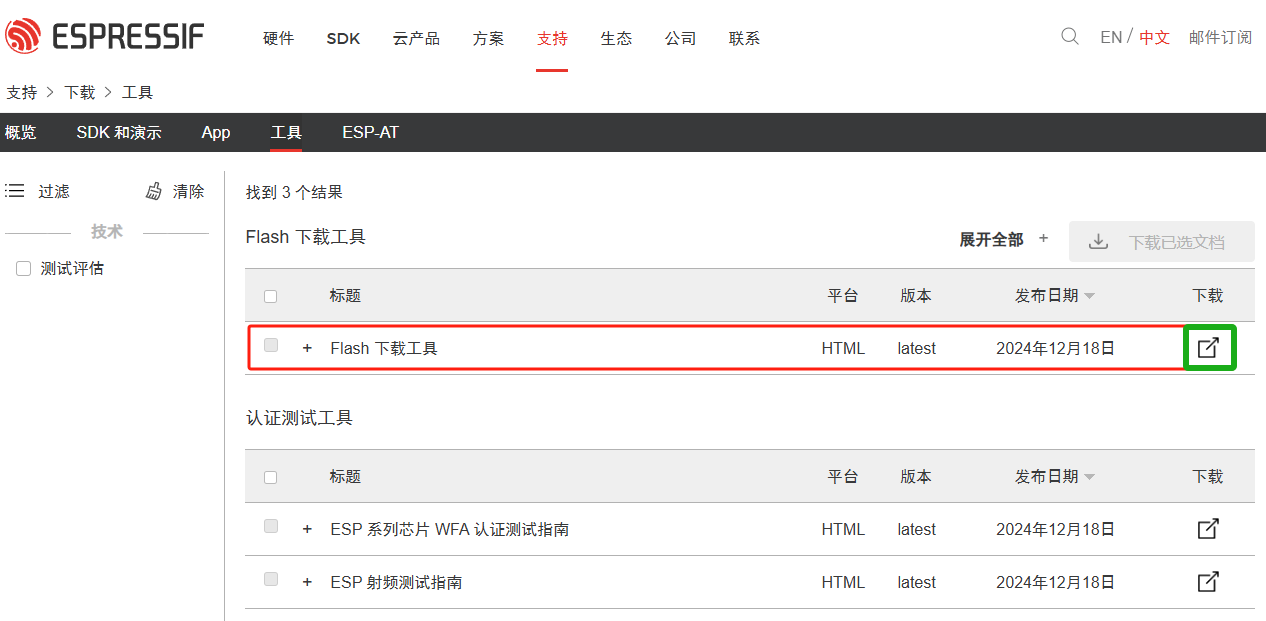 ESPRESSIF 硬件 SDK 云产品 方案 支持 生态 公司 联系 EN / 中文 邮件订阅
支持 > 下载 > 工具
概览 SDK 和演示 App 工具 ESP-AT
过滤 清除
技术
测试评估
找到 3 个结果
Flash 下载工具 展开全部 + 下载已选文档
标题 平台 版本 发布日期 下载
+ Flash 下载工具 HTML latest 2024年12月18日
认证测试工具
标题 平台 版本 发布日期 下载
+ ESP 系列芯片 WFA 认证测试指南 HTML latest 2024年12月18日
+ ESP 射频测试指南 HTML latest 2024年12月18日